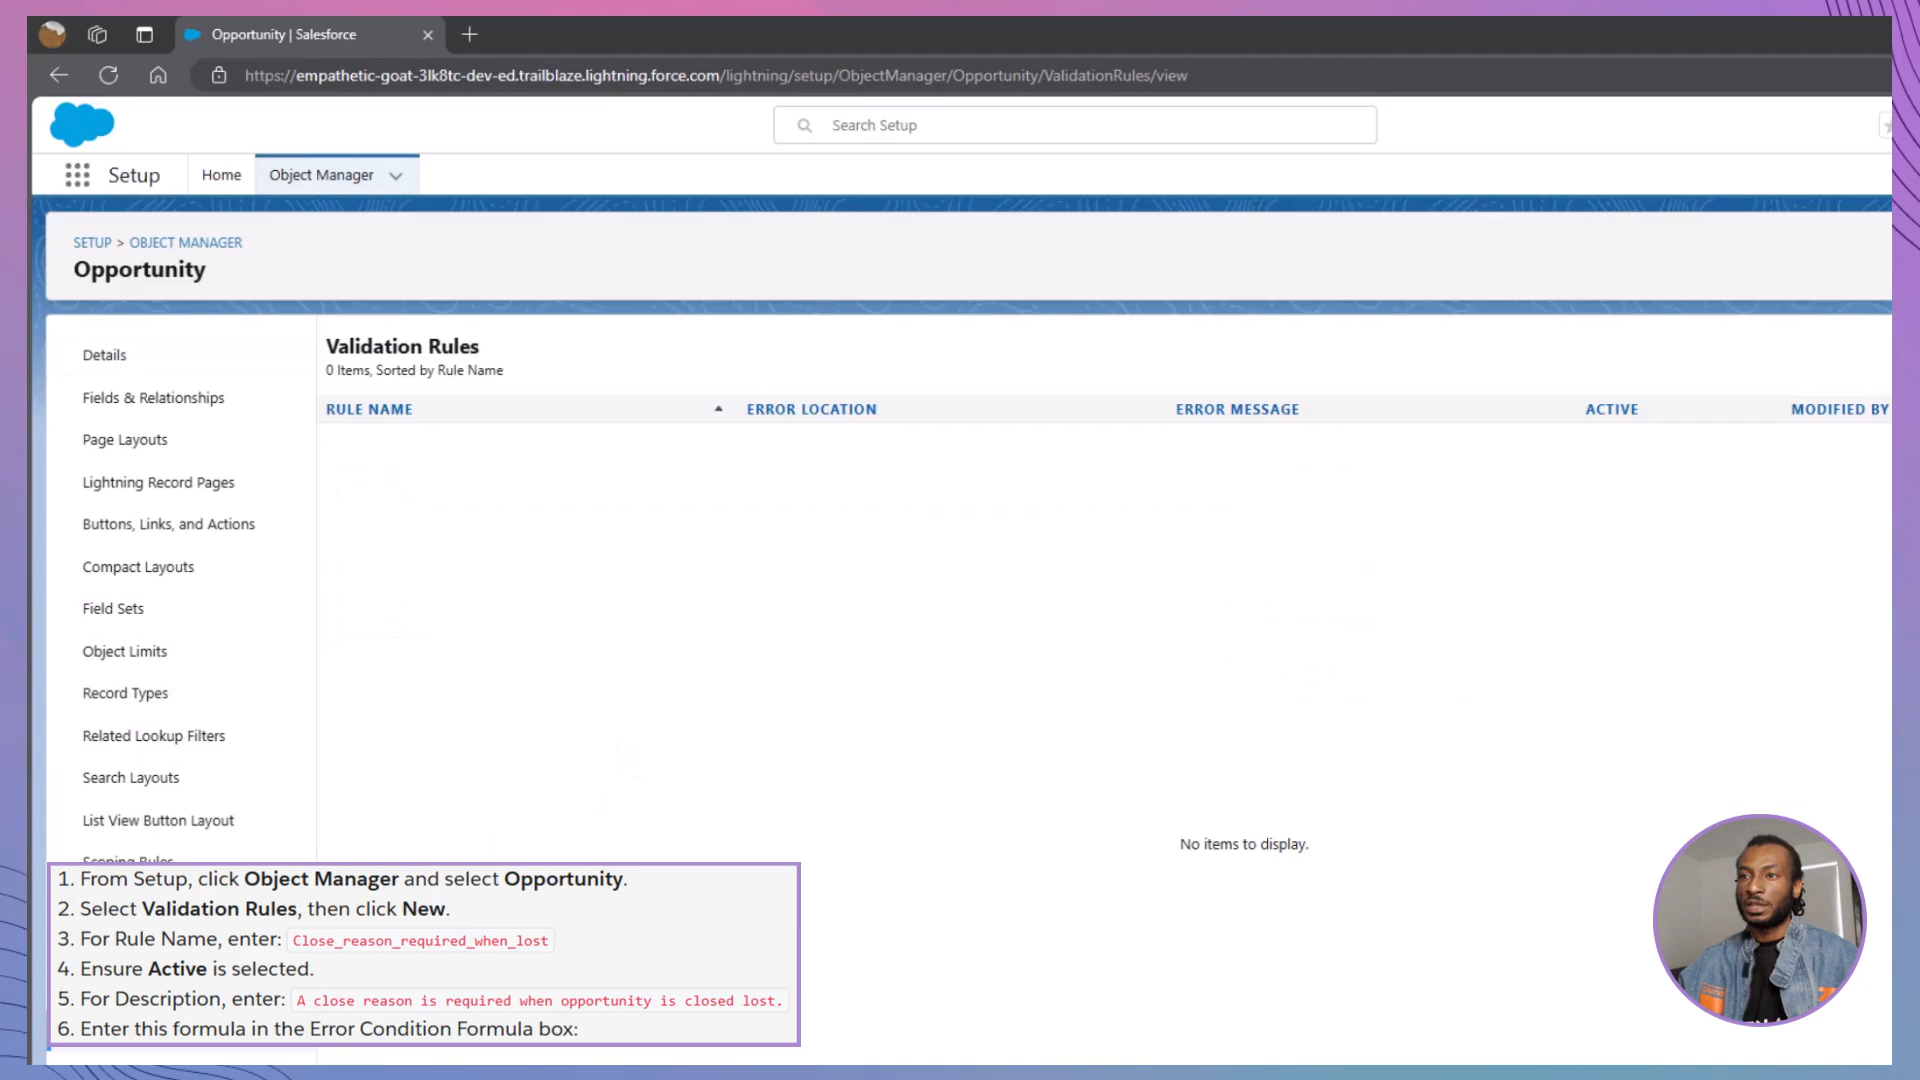 Opportunity | Salesforce
https://empathetic-goat-3lk8tc-dev-ed.trailblaze.lightning.force.com/lightning/setup/ObjectManager/Opportunity/ValidationRules/view
Search Setup
Setup
Home
Object Manager
SETUP > OBJECT MANAGER
Opportunity
Details
Fields & Relationships
Page Layouts
Lightning Record Pages
Buttons, Links, and Actions
Compact Layouts
Field Sets
Object Limits
Record Types
Related Lookup Filters
Search Layouts
List View Button Layout
Scoping Rules
Validation Rules
0 Items, Sorted by Rule Name
RULE NAME
ERROR LOCATION
ERROR MESSAGE
ACTIVE
MODIFIED BY
No items to display.
1. From Setup, click Object Manager and select Opportunity.
2. Select Validation Rules, then click New.
3. For Rule Name, enter: Close_reason_required_when_lost
4. Ensure Active is selected.
5. For Description, enter: A close reason is required when opportunity is closed lost.
6. Enter this formula in the Error Condition Formula box: